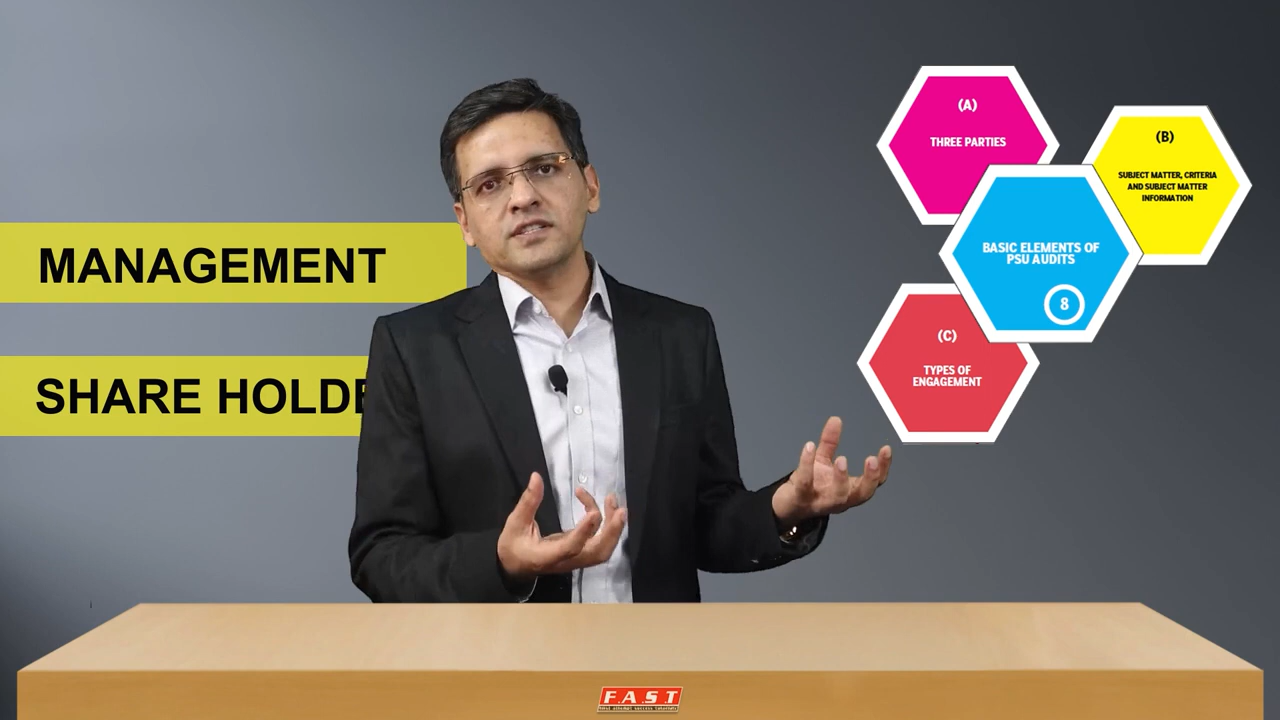 MANAGEMENT
SHARE HOLDE
(A)
THREE PARTIES
(B)
SUBJECT MATTER, CRITERIA
AND SUBJECT MATTER
INFORMATION
BASIC ELEMENTS OF
PSU AUDITS
8
(C)
TYPES OF
ENGAGEMENT
F.A.S.T